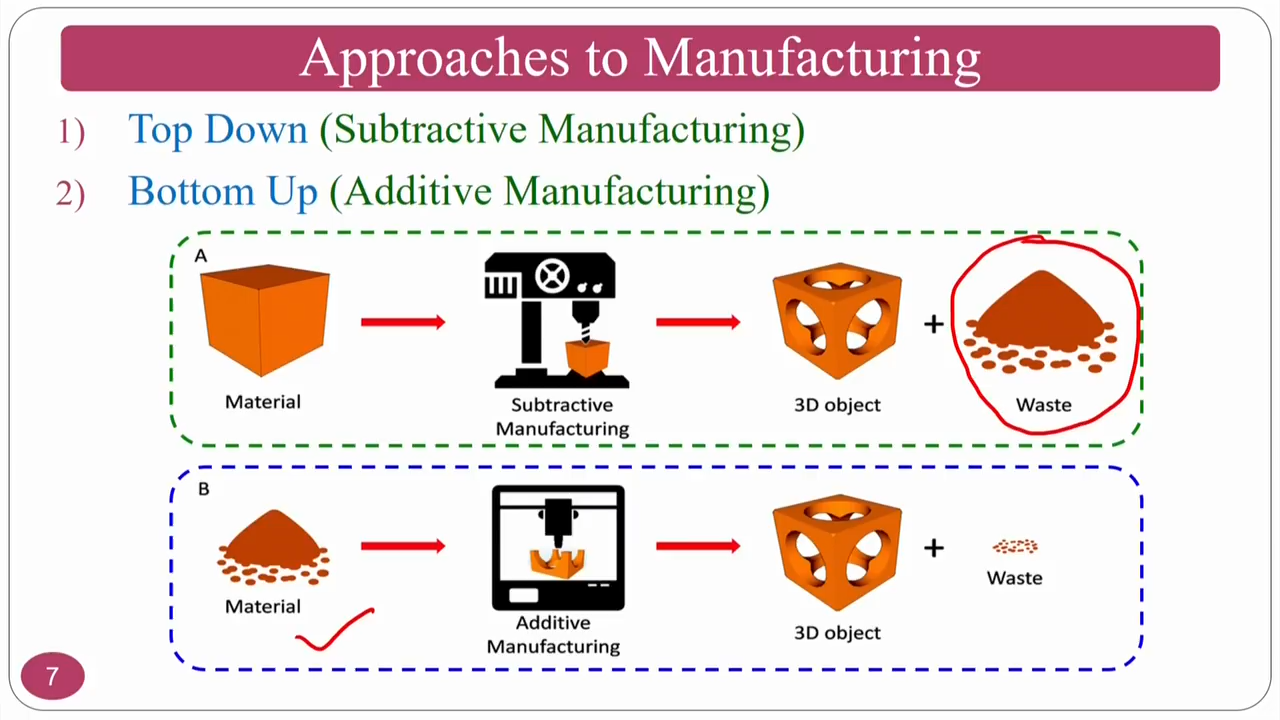 Approaches to Manufacturing
1) Top Down (Subtractive Manufacturing)
2) Bottom Up (Additive Manufacturing)
A
Material
Subtractive
Manufacturing
3D object
+
Waste
B
Material
Additive
Manufacturing
3D object
+
Waste
7